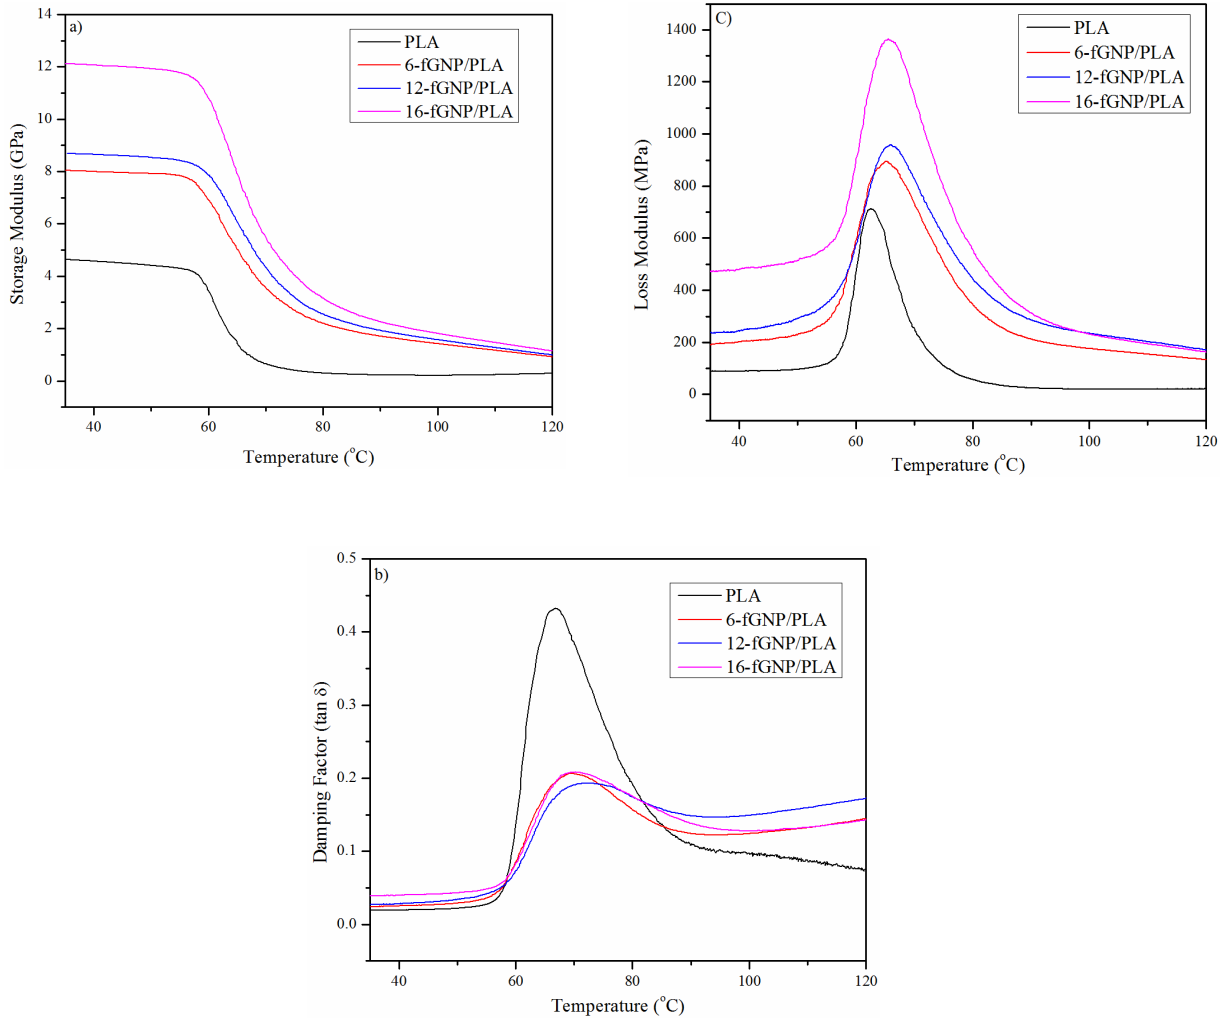 a)
PLA
6-fGNP/PLA
12-fGNP/PLA
16-fGNP/PLA
14
12
10
8
6
4
2
0
Storage Modulus (GPa)
40
60
80
100
120
Temperature (°C)
C)
PLA
6-fGNP/PLA
12-fGNP/PLA
16-fGNP/PLA
1400
1200
1000
800
600
400
200
0
Loss Modulus (MPa)
40
60
80
100
120
Temperature (°C)
b)
PLA
6-fGNP/PLA
12-fGNP/PLA
16-fGNP/PLA
0.5
0.4
0.3
0.2
0.1
0.0
Damping Factor (tan δ)
40
60
80
100
120
Temperature (°C)